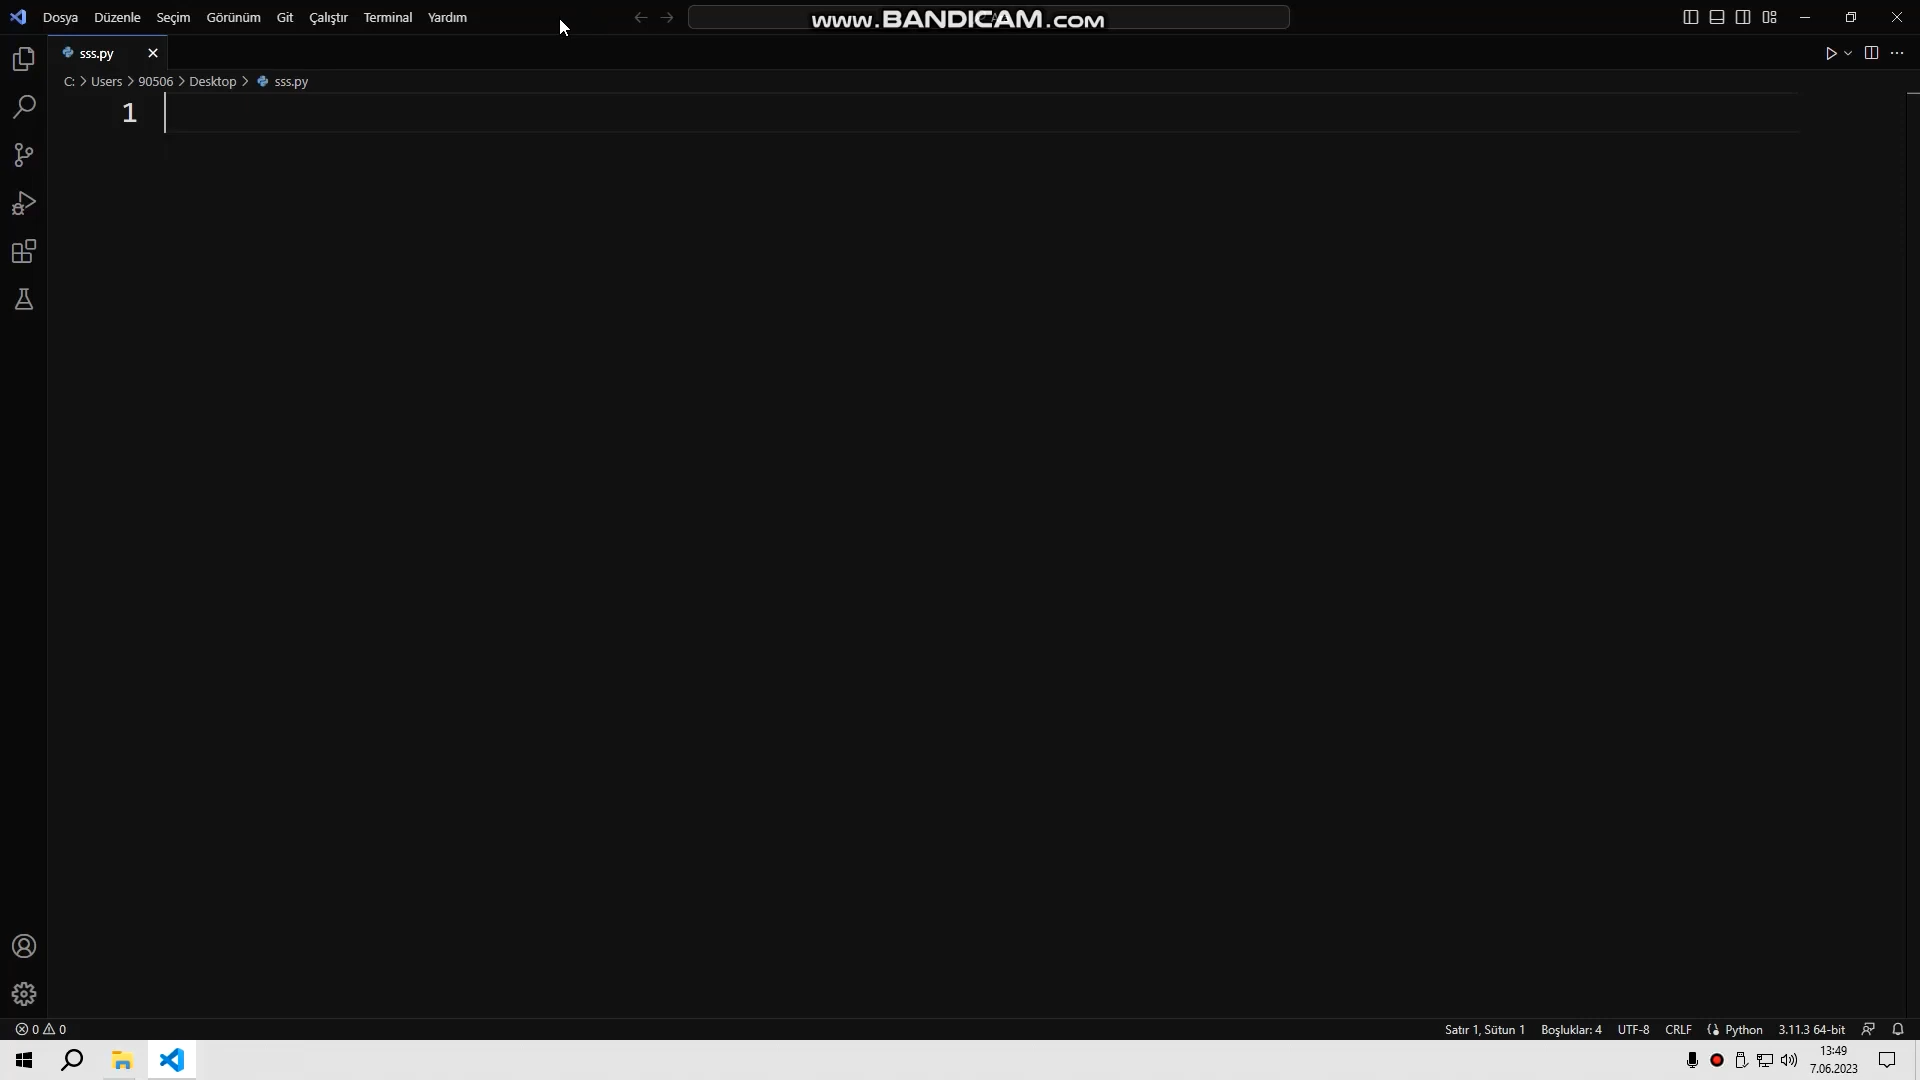 Dosya Düzenle Seçim Görünüm Git Çalıştır Terminal Yardım
www.BANDICAM.com
sss.py
C: > Users > 90506 > Desktop > sss.py
1
0 0
Satır 1, Sütun 1 Boşluklar: 4 UTF-8 CRLF Python 3.11.3 64-bit
13:49
7.06.2023